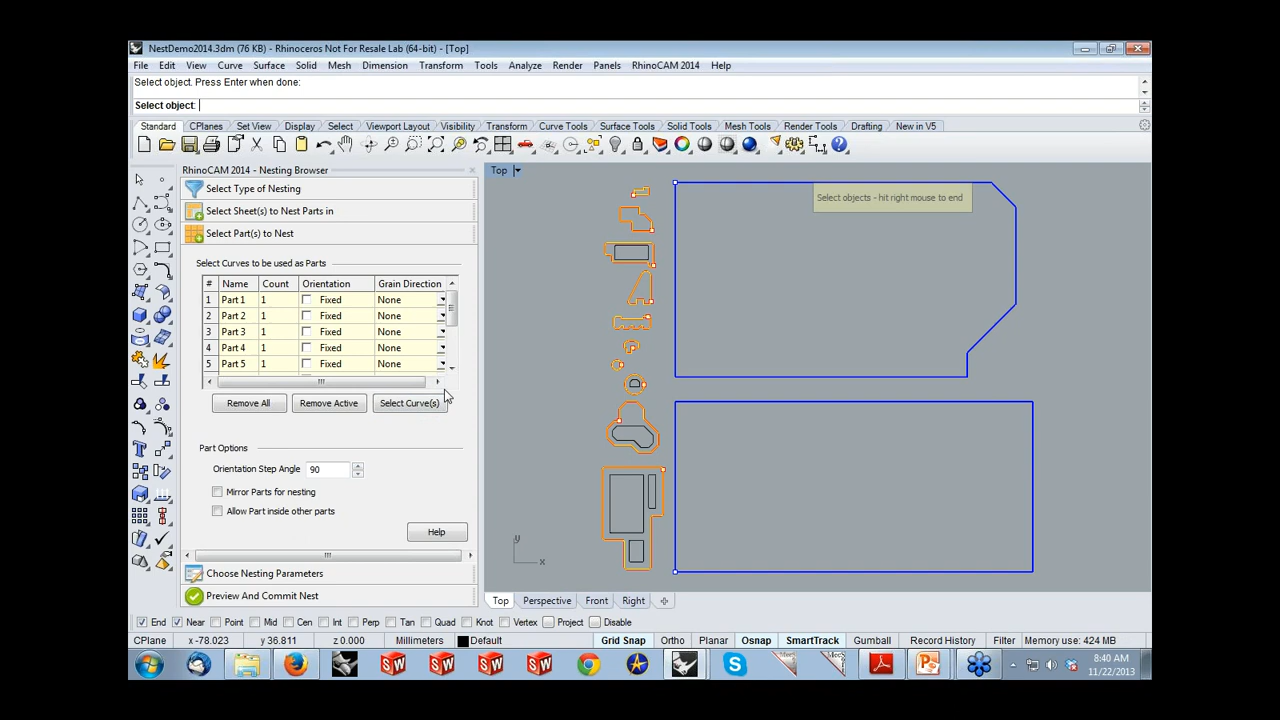 NestDemo2014.3dm (76 KB) - Rhinoceros Not For Resale Lab (64-bit) - [Top]
File Edit View Curve Surface Solid Mesh Dimension Transform Tools Analyze Render Panels RhinoCAM 2014 Help
Select object. Press Enter when done:
Select object:
Standard CPlanes Set View Display Select Viewport Layout Visibility Transform Curve Tools Surface Tools Solid Tools Mesh Tools Render Tools Drafting New in V5
RhinoCAM 2014 - Nesting Browser
Top
Select Type of Nesting
Select objects - hit right mouse to end
Select Sheet(s) to Nest Parts in
Select Part(s) to Nest
Select Curves to be used as Parts
# Name Count Orientation Grain Direction
1 Part 1 1 Fixed None
2 Part 2 1 Fixed None
3 Part 3 1 Fixed None
4 Part 4 1 Fixed None
5 Part 5 1 Fixed None
Remove All Remove Active Select Curve(s)
Part Options
Orientation Step Angle 90
Mirror Parts for nesting
Allow Part inside other parts
Help
y
x
Choose Nesting Parameters
Preview And Commit Nest
Top Perspective Front Right
End Near Point Mid Cen Int Perp Tan Quad Knot Vertex Project Disable
CPlane x -78.023 y 36.811 z 0.000 Millimeters Default Grid Snap Ortho Planar Osnap SmartTrack Gumball Record History Filter Memory use: 424 MB
8:40 AM
11/22/2013